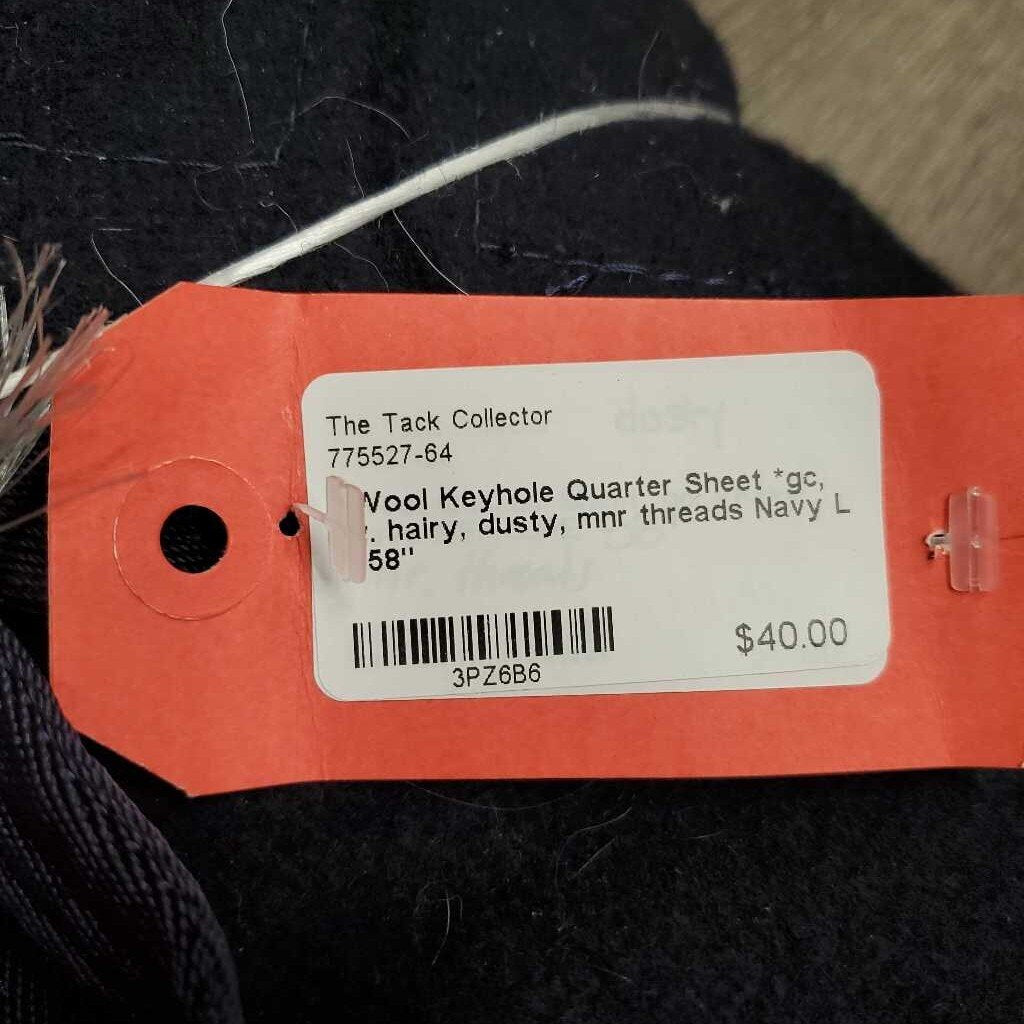 The Tack Collector
775527-64
Wool Keyhole Quarter Sheet *gc,
hairy, dusty, mnr threads Navy L
58"
3PZ6B6
$40.00